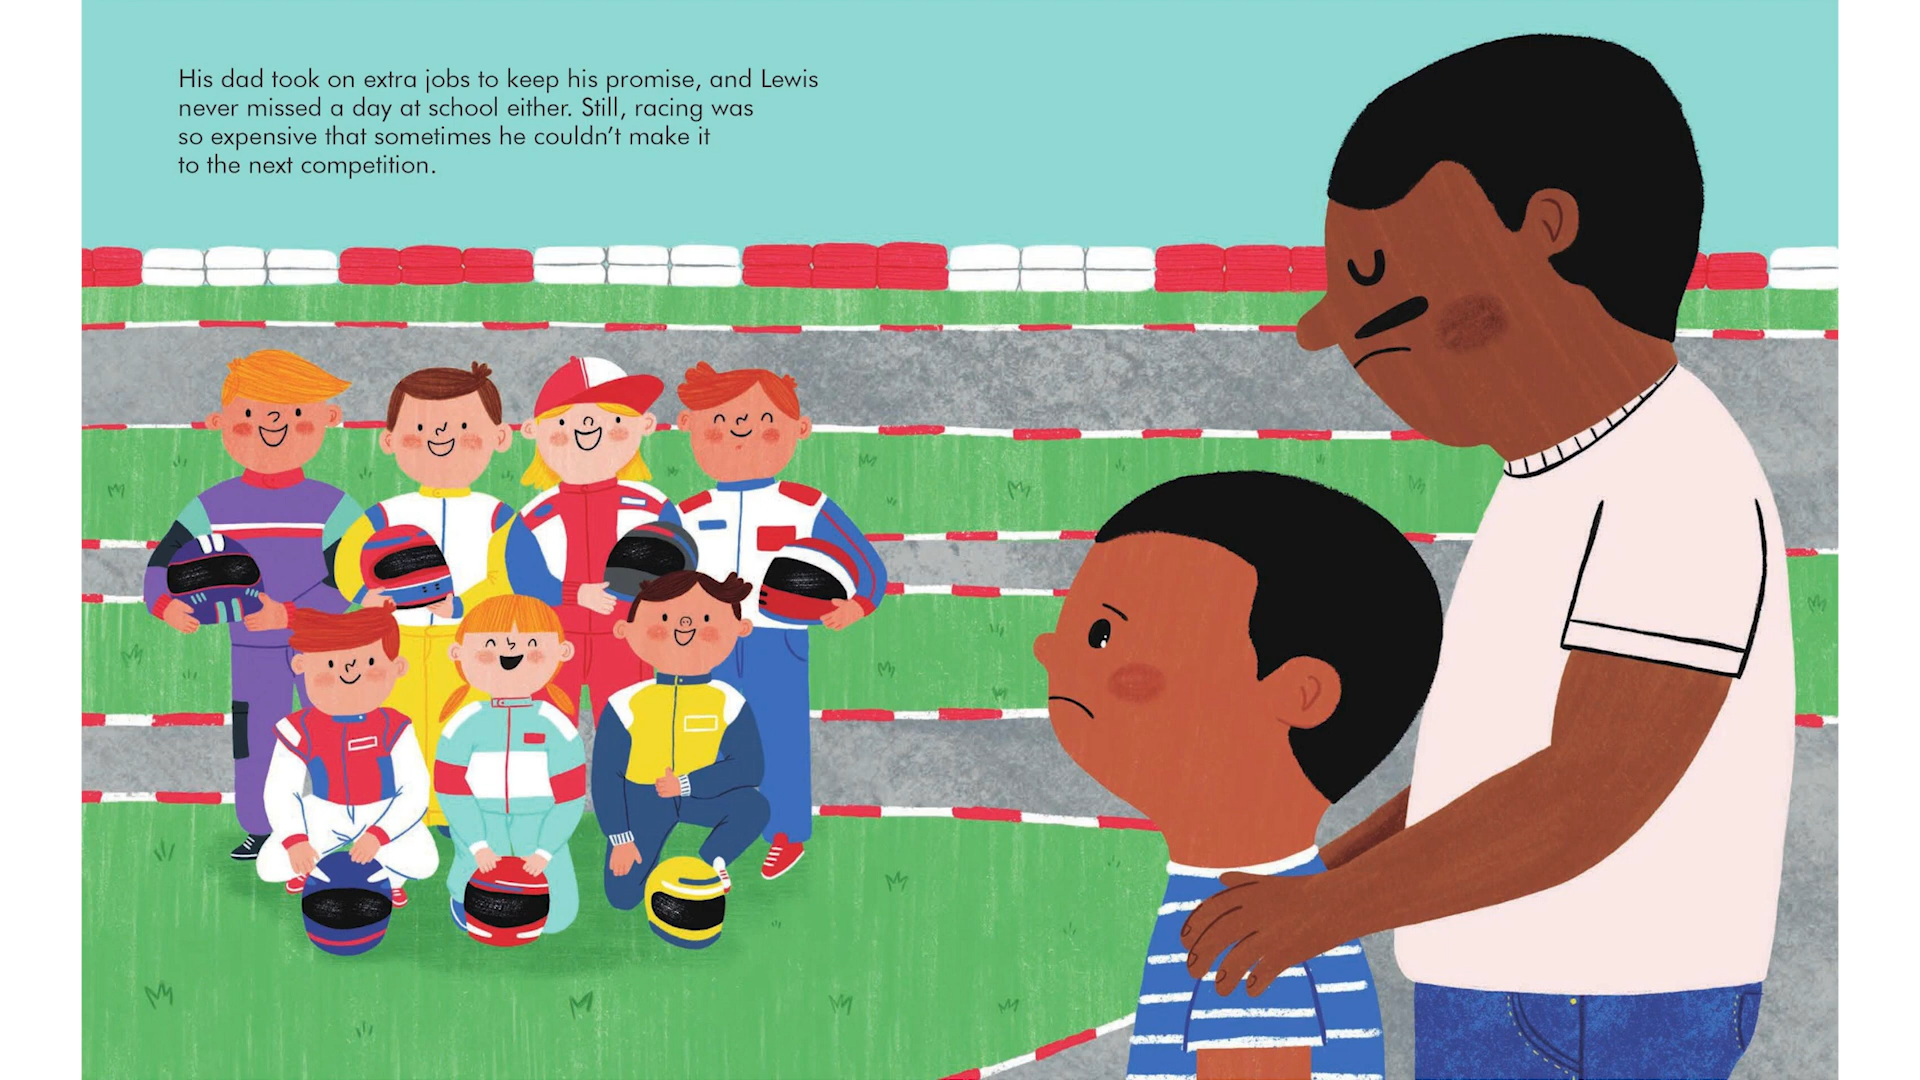 His dad took on extra jobs to keep his promise, and Lewis
never missed a day at school either. Still, racing was
so expensive that sometimes he couldn’t make it
to the next competition.